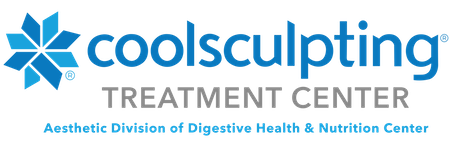 coolsculpting®
®
TREATMENT CENTER
Aesthetic Division of Digestive Health & Nutrition Center